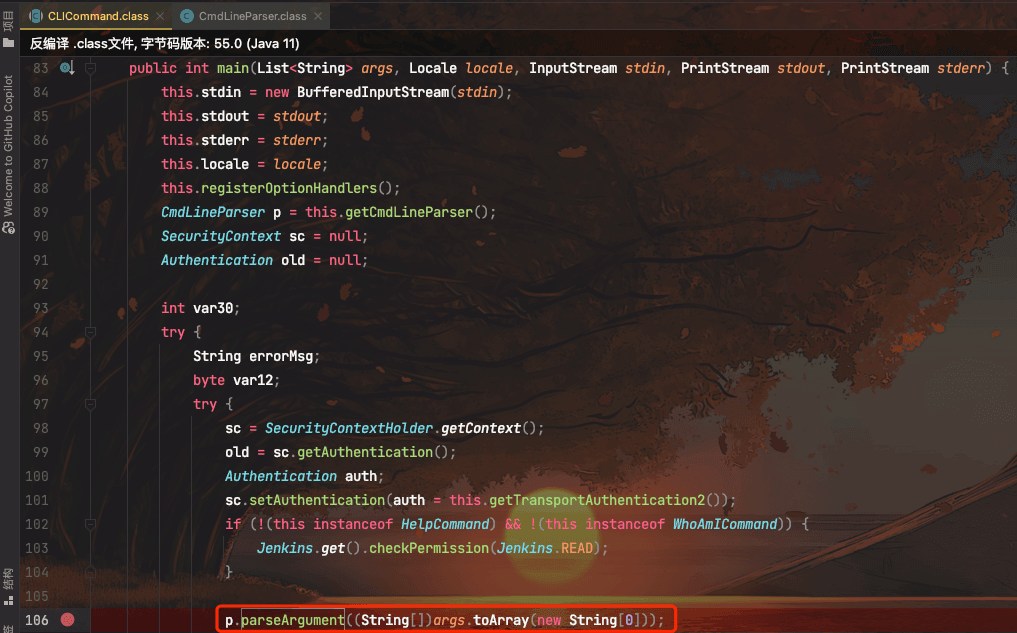 项目
CLICommand.class
CmdLineParser.class
反编译 .class文件, 字节码版本: 55.0 (Java 11)
Welcome to GitHub Copilot
结构
83 public int main(List<String> args, Locale locale, InputStream stdin, PrintStream stdout, PrintStream stderr) {
84 this.stdin = new BufferedInputStream(stdin);
85 this.stdout = stdout;
86 this.stderr = stderr;
87 this.locale = locale;
88 this.registerOptionHandlers();
89 CmdLineParser p = this.getCmdLineParser();
90 SecurityContext sc = null;
91 Authentication old = null;
92
93 int var30;
94 try {
95 String errorMsg;
96 byte var12;
97 try {
98 sc = SecurityContextHolder.getContext();
99 old = sc.getAuthentication();
100 Authentication auth;
101 sc.setAuthentication(auth = this.getTransportAuthentication2());
102 if (!(this instanceof HelpCommand) && !(this instanceof WhoAmICommand)) {
103 Jenkins.get().checkPermission(Jenkins.READ);
104 }
105
106 p.parseArgument((String[])args.toArray(new String[0]));